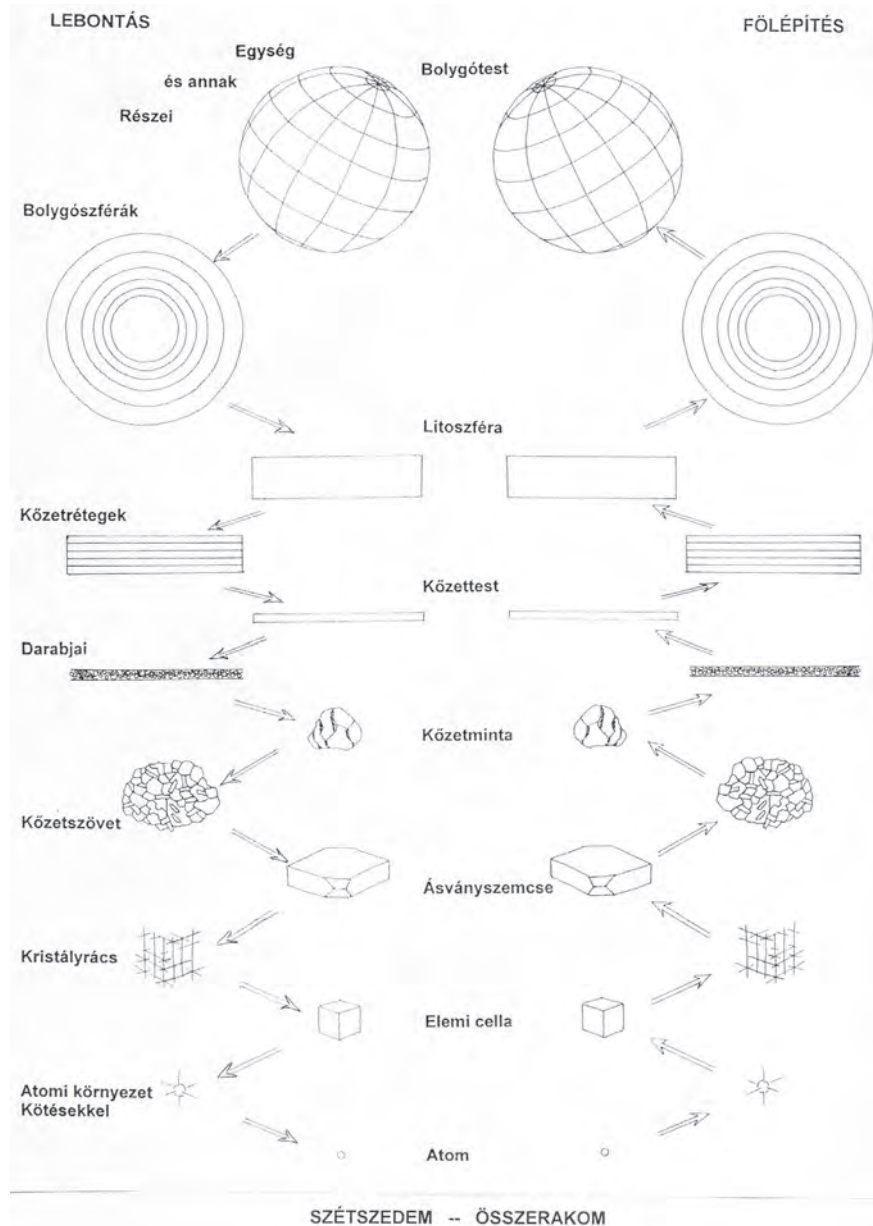 LEBONTÁS
FÖLÉPÍTÉS
Egység
és annak
Részei
Bolygótest
Bolygószférák
Litoszféra
Kőzetrétegek
Kőzettest
Darabjai
Kőzetminta
Kőzetszövet
Ásványszemcse
Kristályrács
Elemi cella
Atomi környezet
Kötésekkel
Atom
SZÉTSZEDEM -- ÖSSZERAKOM